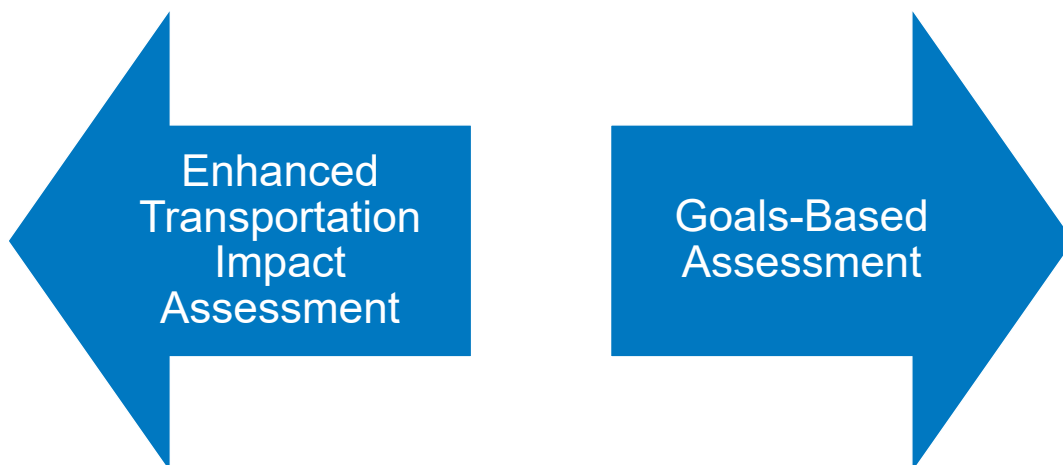 Enhanced
Transportation
Impact
Assessment
Goals-Based
Assessment